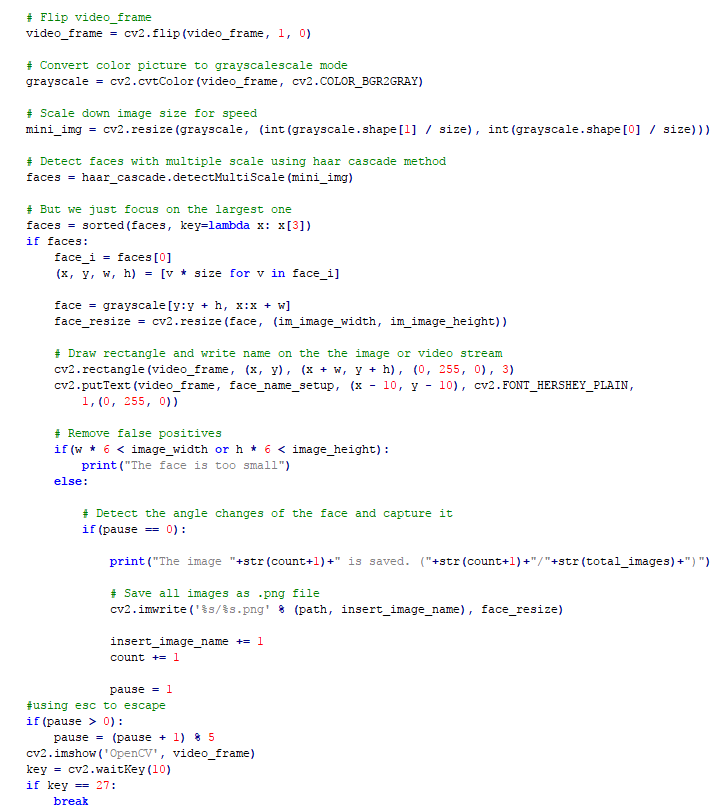 # Flip video_frame
video_frame = cv2.flip(video_frame, 1, 0)

# Convert color picture to grayscalescale mode
grayscale = cv2.cvtColor(video_frame, cv2.COLOR_BGR2GRAY)

# Scale down image size for speed
mini_img = cv2.resize(grayscale, (int(grayscale.shape[1] / size), int(grayscale.shape[0] / size)))

# Detect faces with multiple scale using haar cascade method
faces = haar_cascade.detectMultiScale(mini_img)

# But we just focus on the largest one
faces = sorted(faces, key=lambda x: x[3])
if faces:
    face_i = faces[0]
    (x, y, w, h) = [v * size for v in face_i]

    face = grayscale[y:y + h, x:x + w]
    face_resize = cv2.resize(face, (im_image_width, im_image_height))

    # Draw rectangle and write name on the the image or video stream
    cv2.rectangle(video_frame, (x, y), (x + w, y + h), (0, 255, 0), 3)
    cv2.putText(video_frame, face_name_setup, (x - 10, y - 10), cv2.FONT_HERSHEY_PLAIN,
        1,(0, 255, 0))

    # Remove false positives
    if(w * 6 < image_width or h * 6 < image_height):
        print("The face is too small")
    else:

        # Detect the angle changes of the face and capture it
        if(pause == 0):

            print("The image "+str(count+1)+" is saved. ("+str(count+1)+"/"+str(total_images)+")")

            # Save all images as .png file
            cv2.imwrite('%s/%s.png' % (path, insert_image_name), face_resize)

            insert_image_name += 1
            count += 1

            pause = 1
#using esc to escape
if(pause > 0):
    pause = (pause + 1) % 5
cv2.imshow('OpenCV', video_frame)
key = cv2.waitKey(10)
if key == 27:
    break